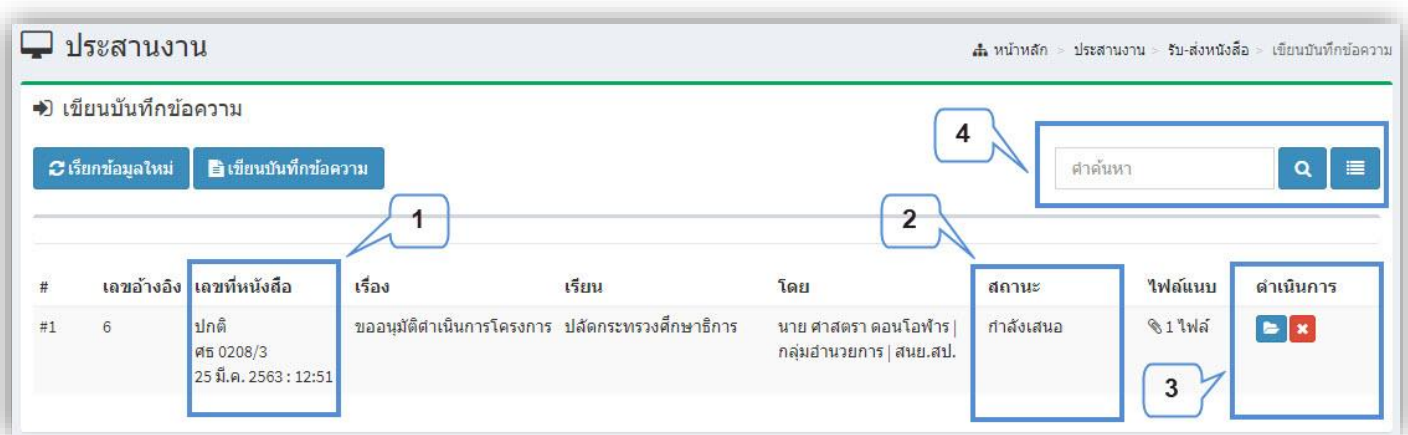 ประสานงาน
หน้าหลัก > ประสานงาน > รับ-ส่งหนังสือ > เขียนบันทึกข้อความ
เขียนบันทึกข้อความ
4
เรียกข้อมูลใหม่ เขียนบันทึกข้อความ คำค้นหา
1 2
# เลขอ้างอิง เลขที่หนังสือ เรื่อง เรียน โดย สถานะ ไฟล์แนบ ดำเนินการ
#1 6 ปกติ ขออนุมัติดำเนินการโครงการ ปลัดกระทรวงศึกษาธิการ นาย ศาสตรา ดอนโอฬาร | กำลังเสนอ 1 ไฟล์
ศธ 0208/3 กลุ่มอำนวยการ | สนย.สป.
25 มี.ค. 2563 : 12:51
3